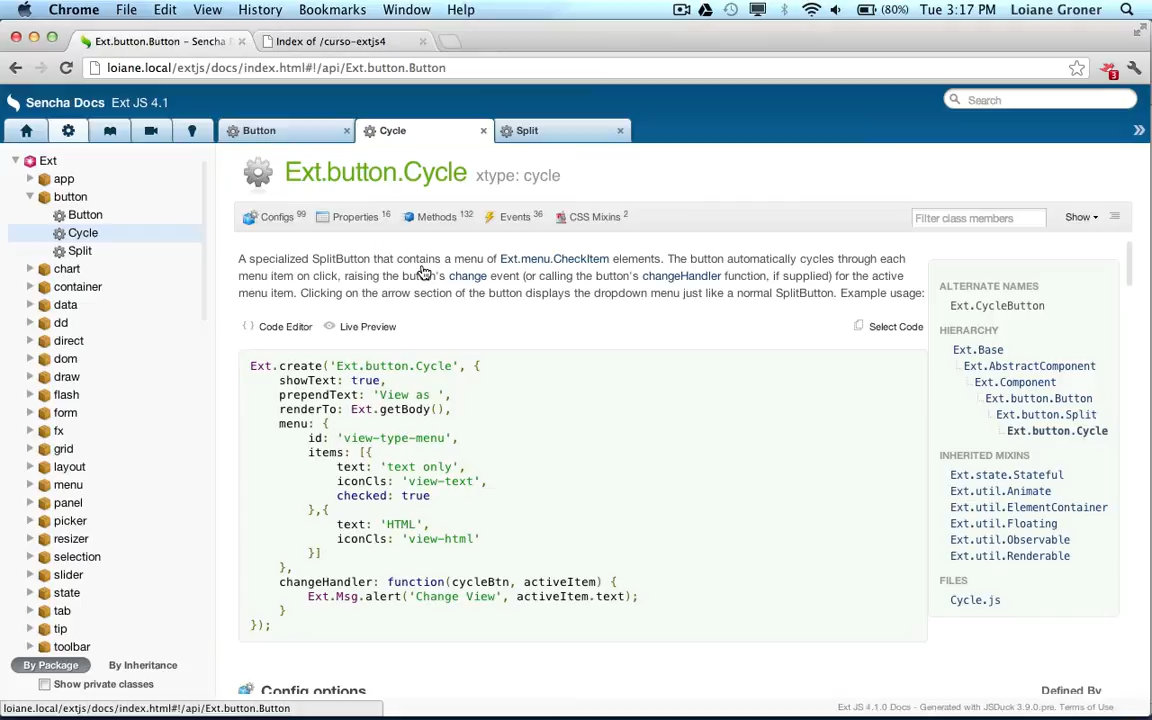 Chrome File Edit View History Bookmarks Window Help (80%) Tue 3:17 PM Loiane Groner
Ext.button.Button – Sencha D Index of /curso-extjs4
loiane.local/extjs/docs/index.html#!/api/Ext.button.Button 3
Sencha Docs Ext JS 4.1 Search
Button Cycle Split
Ext
app
button
Button
Cycle
Split
chart
container
data
dd
direct
dom
draw
flash
form
fx
grid
layout
menu
panel
picker
resizer
selection
slider
state
tab
tip
toolbar
By Package By Inheritance
Show private classes
Ext.button.Cycle xtype: cycle
Configs 99 Properties 16 Methods 132 Events 36 CSS Mixins 2 Filter class members Show
A specialized SplitButton that contains a menu of Ext.menu.CheckItem elements. The button automatically cycles through each
menu item on click, raising the button's change event (or calling the button's changeHandler function, if supplied) for the active
menu item. Clicking on the arrow section of the button displays the dropdown menu just like a normal SplitButton. Example usage:
Code Editor Live Preview Select Code
Ext.create('Ext.button.Cycle', {
showText: true,
prependText: 'View as ',
renderTo: Ext.getBody(),
menu: {
id: 'view-type-menu',
items: [{
text: 'text only',
iconCls: 'view-text',
checked: true
},{
text: 'HTML',
iconCls: 'view-html'
}]
},
changeHandler: function(cycleBtn, activeItem) {
Ext.Msg.alert('Change View', activeItem.text);
}
});
Config options Defined By
ALTERNATE NAMES
Ext.CycleButton
HIERARCHY
Ext.Base
Ext.AbstractComponent
Ext.Component
Ext.button.Button
Ext.button.Split
Ext.button.Cycle
INHERITED MIXINS
Ext.state.Stateful
Ext.util.Animate
Ext.util.ElementContainer
Ext.util.Floating
Ext.util.Observable
Ext.util.Renderable
FILES
Cycle.js
loiane.local/extjs/docs/index.html#!/api/Ext.button.Button
Ext JS 4.1.0 Docs - Generated with JSDuck 3.9.0.pre. Terms of Use